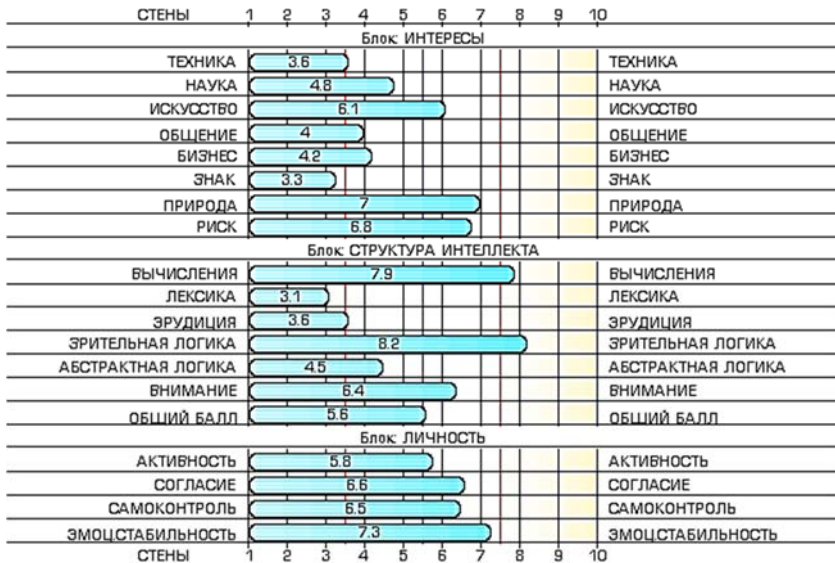 СТЕНЫ 1 2 3 4 5 6 7 8 9 10
Блок: ИНТЕРЕСЫ
ТЕХНИКА 3.6 ТЕХНИКА
НАУКА 4.8 НАУКА
ИСКУССТВО 6.1 ИСКУССТВО
ОБЩЕНИЕ 4 ОБЩЕНИЕ
БИЗНЕС 4.2 БИЗНЕС
ЗНАК 3.3 ЗНАК
ПРИРОДА 7 ПРИРОДА
РИСК 6.8 РИСК
Блок: СТРУКТУРА ИНТЕЛЛЕКТА
ВЫЧИСЛЕНИЯ 7.9 ВЫЧИСЛЕНИЯ
ЛЕКСИКА 3.1 ЛЕКСИКА
ЭРУДИЦИЯ 3.6 ЭРУДИЦИЯ
ЗРИТЕЛЬНАЯ ЛОГИКА 8.2 ЗРИТЕЛЬНАЯ ЛОГИКА
АБСТРАКТНАЯ ЛОГИКА 4.5 АБСТРАКТНАЯ ЛОГИКА
ВНИМАНИЕ 6.4 ВНИМАНИЕ
ОБЩИЙ БАЛЛ 5.6 ОБЩИЙ БАЛЛ
Блок: ЛИЧНОСТЬ
АКТИВНОСТЬ 5.8 АКТИВНОСТЬ
СОГЛАСИЕ 6.6 СОГЛАСИЕ
САМОКОНТРОЛЬ 6.5 САМОКОНТРОЛЬ
ЭМОЦ.СТАБИЛЬНОСТЬ 7.3 ЭМОЦ.СТАБИЛЬНОСТЬ
СТЕНЫ 1 2 3 4 5 6 7 8 9 10